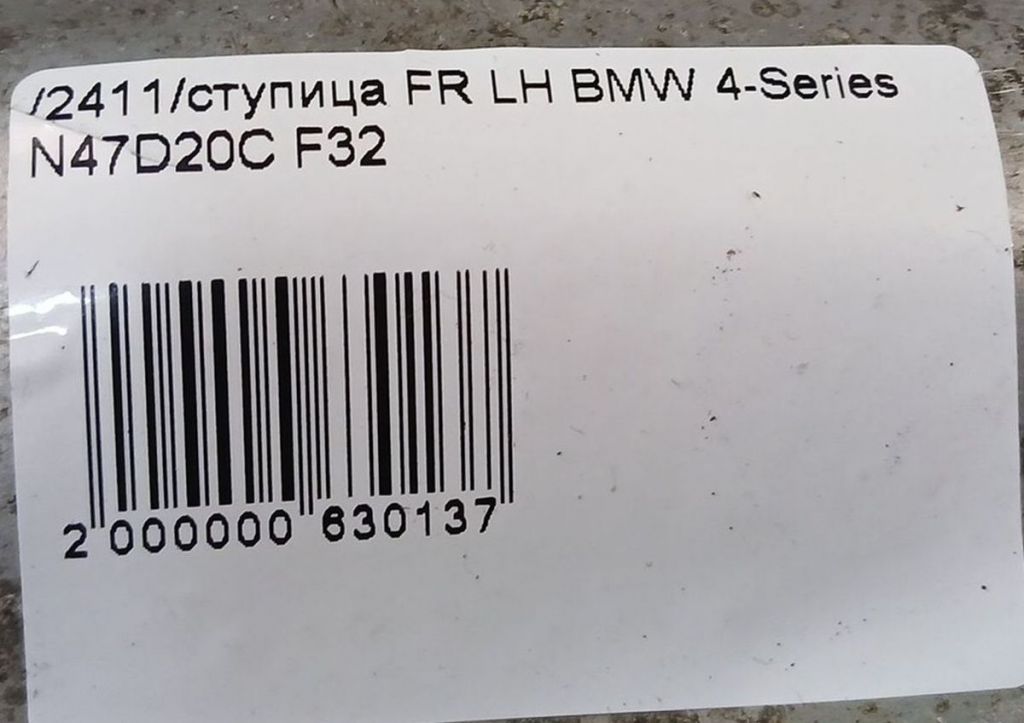 /2411/ступица FR LH BMW 4-Series
N47D20C F32
2 000000 630137